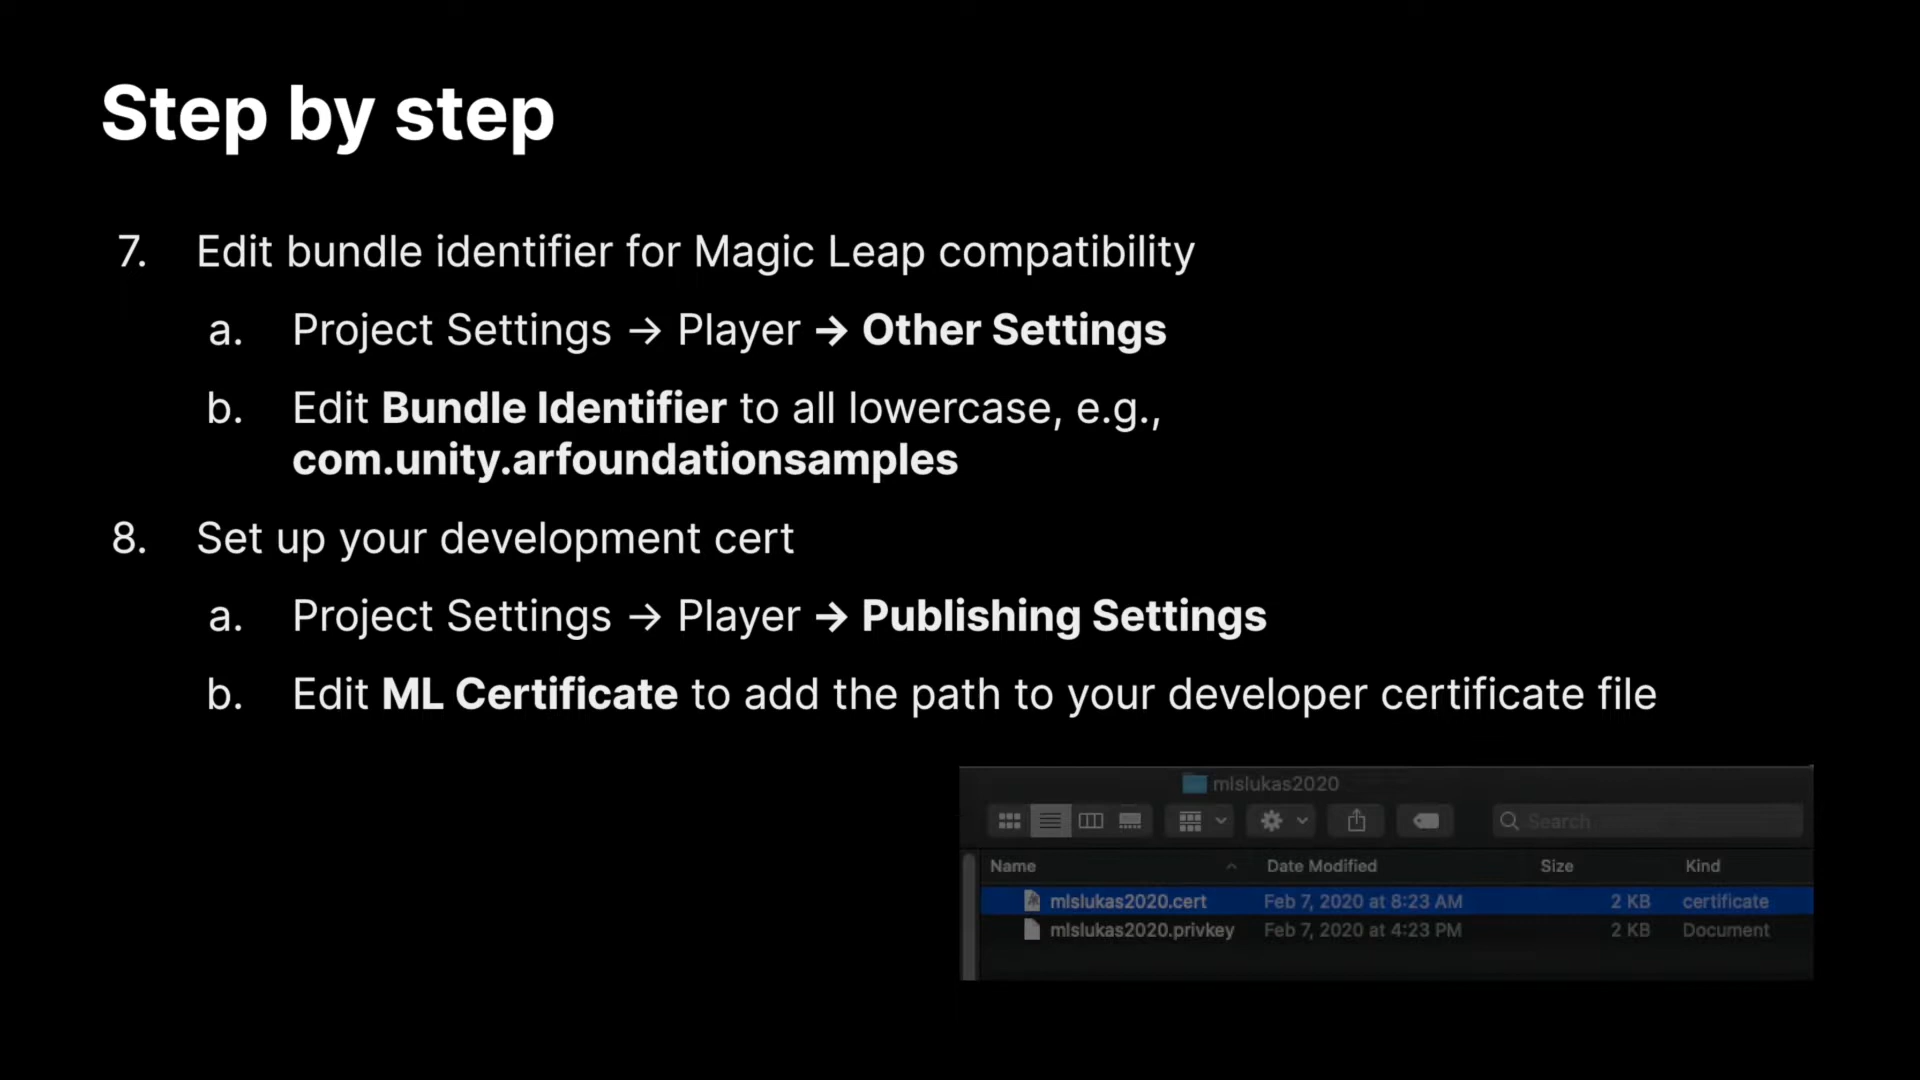 Step by step
7. Edit bundle identifier for Magic Leap compatibility
a. Project Settings → Player → Other Settings
b. Edit Bundle Identifier to all lowercase, e.g.,
com.unity.arfoundationsamples
8. Set up your development cert
a. Project Settings → Player → Publishing Settings
b. Edit ML Certificate to add the path to your developer certificate file
mlslukas2020
Search
Name Date Modified Size Kind
mlslukas2020.cert Feb 7, 2020 at 8:23 AM 2 KB certificate
mlslukas2020.privkey Feb 7, 2020 at 4:23 PM 2 KB Document